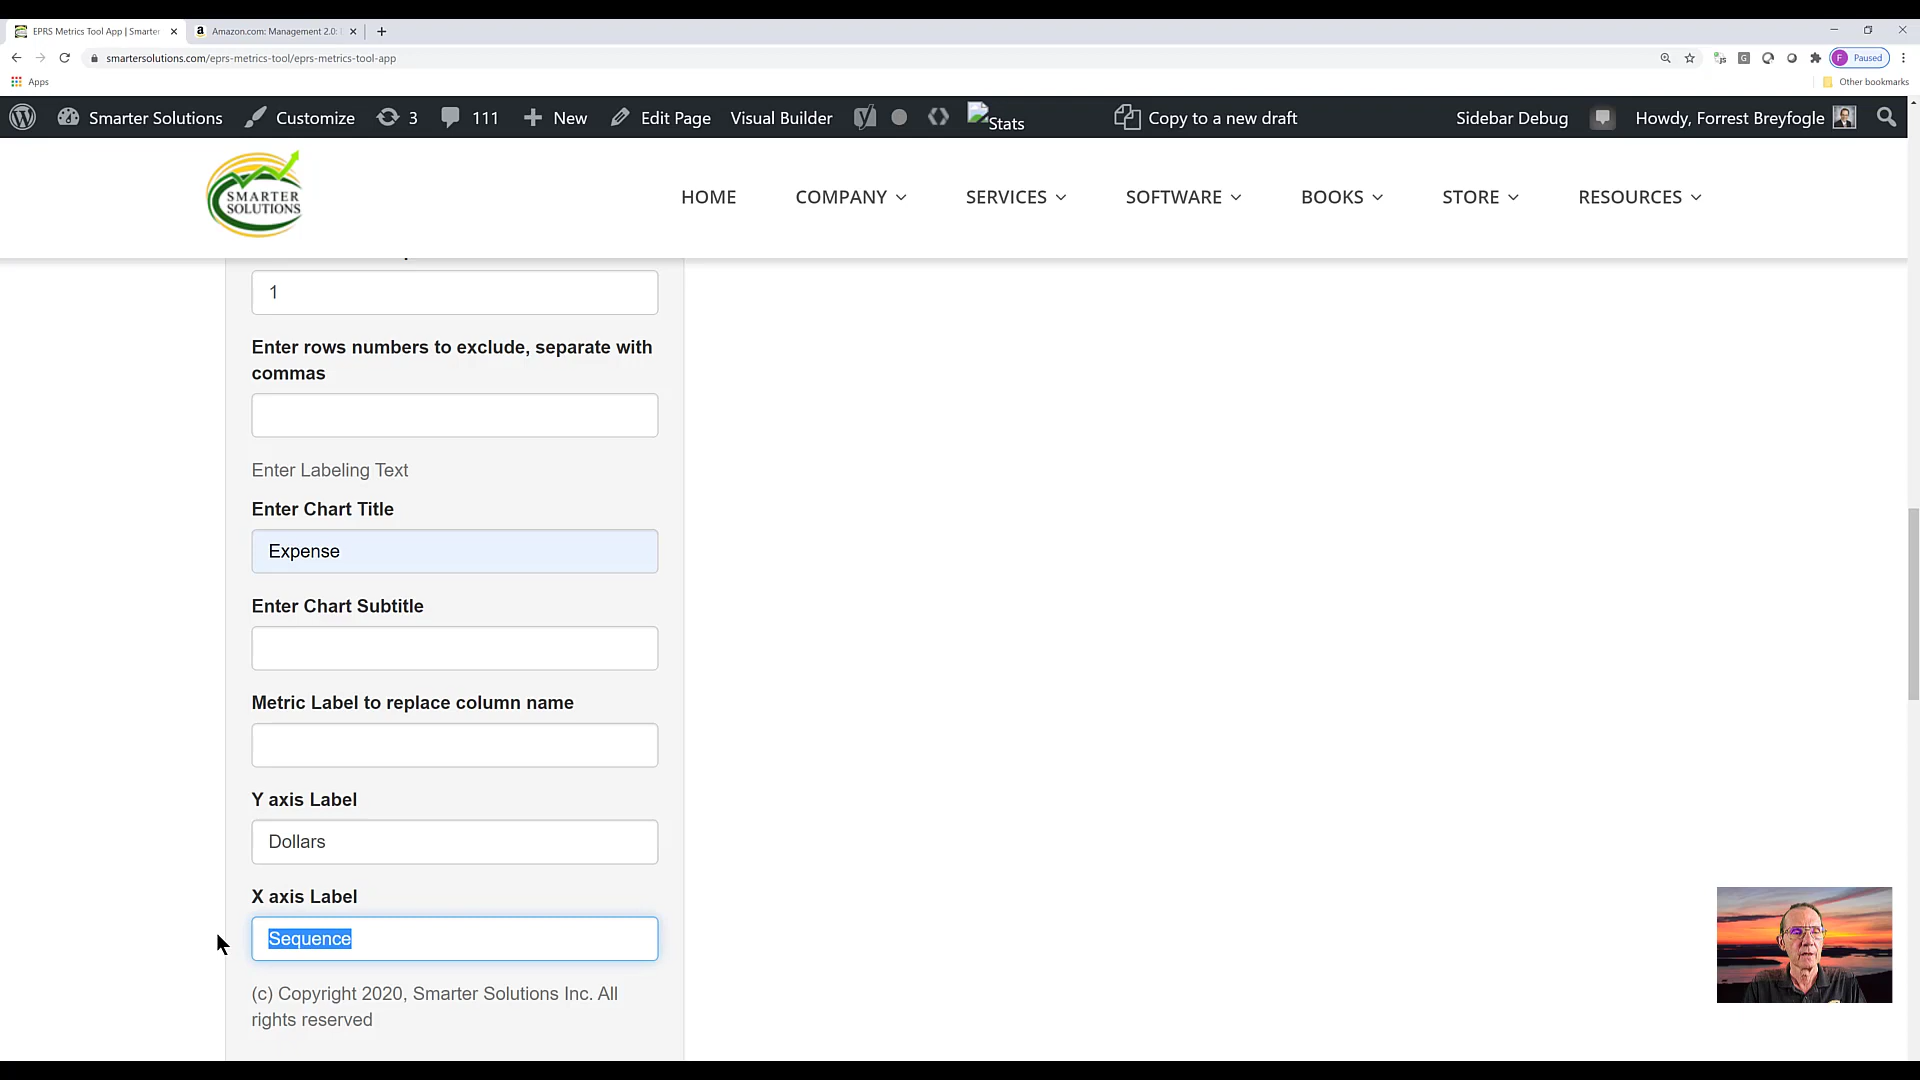 EPRS Metrics Tool App | Smarter
Amazon.com: Management 2.0:
smartersolutions.com/eprs-metrics-tool/eprs-metrics-tool-app
F Paused
Apps
Other bookmarks
Smarter Solutions Customize 3 111 New Edit Page Visual Builder Stats Copy to a new draft Sidebar Debug Howdy, Forrest Breyfogle
SMARTER
SOLUTIONS
HOME COMPANY SERVICES SOFTWARE BOOKS STORE RESOURCES
1
Enter rows numbers to exclude, separate with
commas
Enter Labeling Text
Enter Chart Title
Expense
Enter Chart Subtitle
Metric Label to replace column name
Y axis Label
Dollars
X axis Label
Sequence
(c) Copyright 2020, Smarter Solutions Inc. All
rights reserved